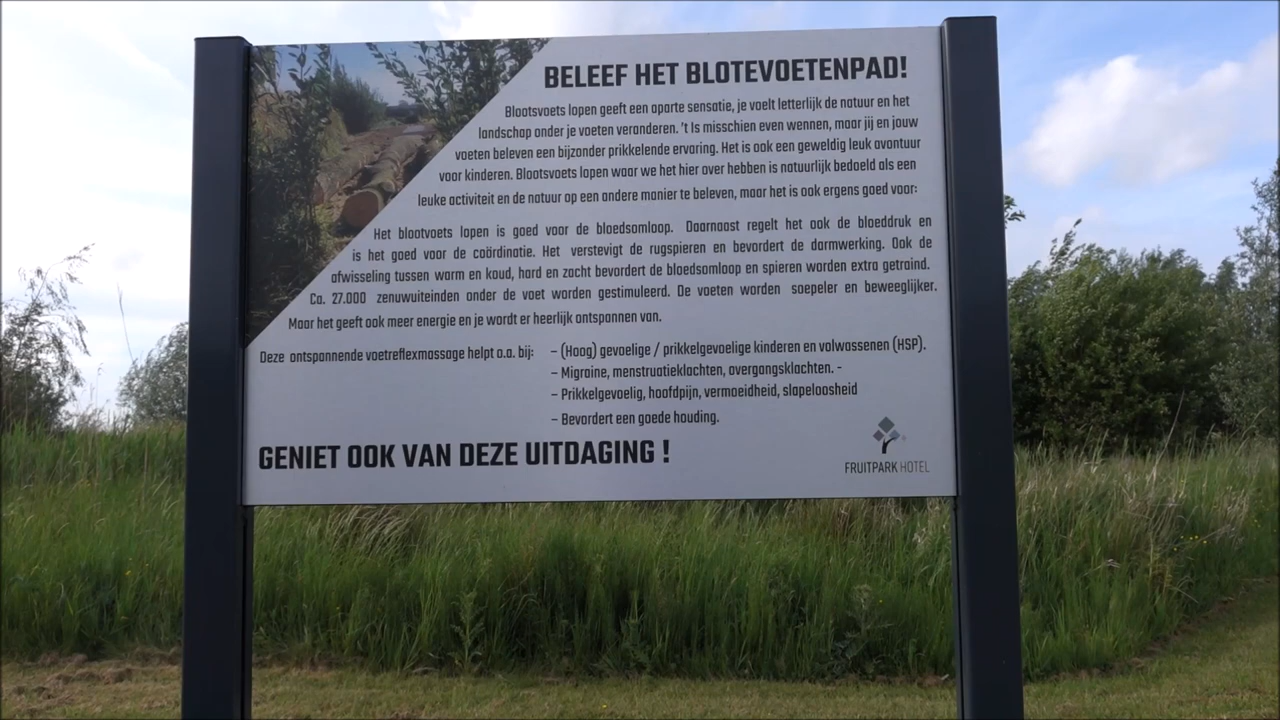 BELEEF HET BLOTEVOETENPAD!
Blootsvoets lopen geeft een aparte sensatie, je voelt letterlijk de natuur en het
landschap onder je voeten veranderen. 't Is misschien even wennen, maar jij en jouw
voeten beleven een bijzonder prikkelende ervaring. Het is ook een geweldig leuk avontuur
voor kinderen. Blootsvoets lopen waar we het hier over hebben is natuurlijk bedoeld als een
leuke activiteit en de natuur op een andere manier te beleven, maar het is ook ergens goed voor:
Het blootvoets lopen is goed voor de bloedsomloop. Daarnaast regelt het ook de bloeddruk en
is het goed voor de coördinatie. Het verstevigt de rugspieren en bevordert de darmwerking. Ook de
afwisseling tussen warm en koud, hard en zacht bevordert de bloedsomloop en spieren worden extra getraind.
Ca. 27.000 zenuwuiteinden onder de voet worden gestimuleerd. De voeten worden soepeler en beweeglijker.
Maar het geeft ook meer energie en je wordt er heerlijk ontspannen van.
Deze ontspannende voetreflexmassage helpt o.a. bij: – (Hoog) gevoelige / prikkelgevoelige kinderen en volwassenen (HSP).
– Migraine, menstruatieklachten, overgangsklachten. -
– Prikkelgevoelig, hoofdpijn, vermoeidheid, slapeloosheid
– Bevordert een goede houding.
GENIET OOK VAN DEZE UITDAGING !
FRUITPARK HOTEL